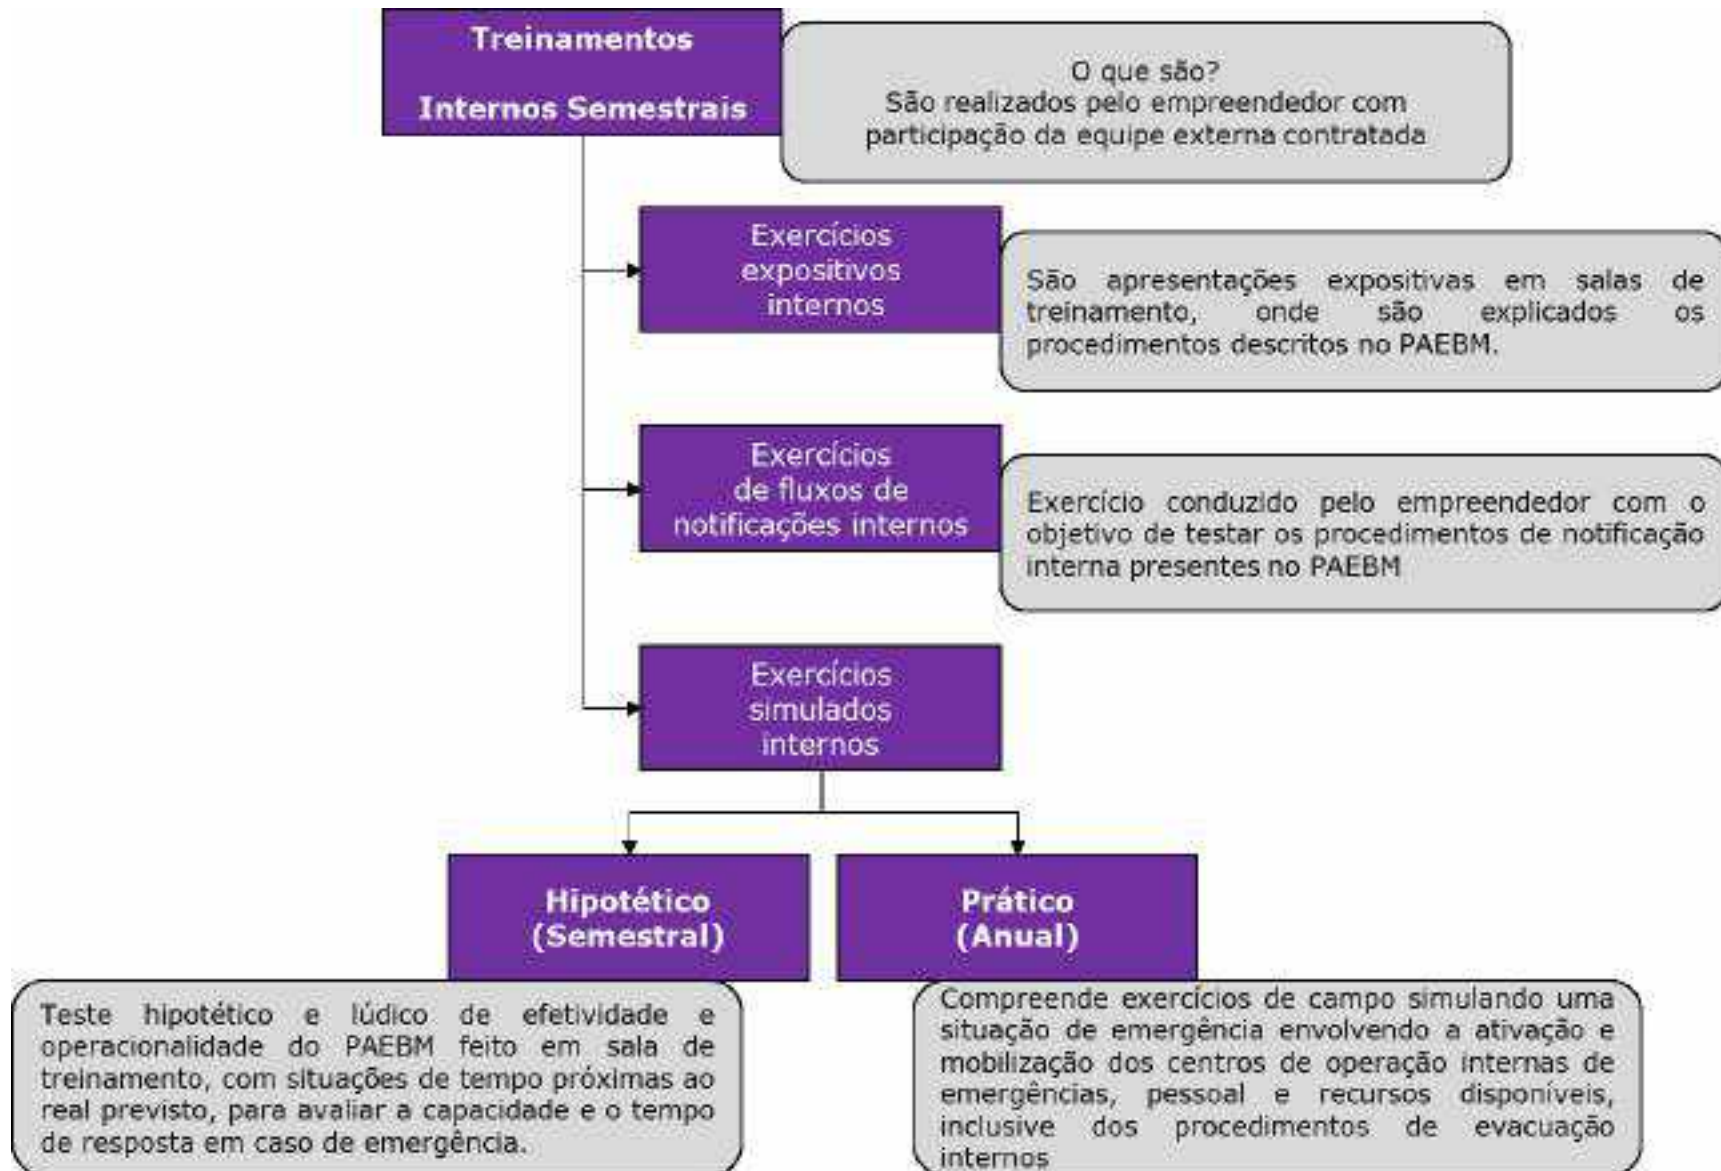 Treinamentos
Internos Semestrais
O que são?
São realizados pelo empreendedor com
participação da equipe externa contratada
Exercícios
expositivos
internos
São apresentações expositivas em salas de
treinamento, onde são explicados os
procedimentos descritos no PAEBM.
Exercícios
de fluxos de
notificações internos
Exercício conduzido pelo empreendedor com o
objetivo de testar os procedimentos de notificação
interna presentes no PAEBM
Exercícios
simulados
internos
Hipotético
(Semestral)
Prático
(Anual)
Teste hipotético e lúdico de efetividade e
operacionalidade do PAEBM feito em sala de
treinamento, com situações de tempo próximas ao
real previsto, para avaliar a capacidade e o tempo
de resposta em caso de emergência.
Compreende exercícios de campo simulando uma
situação de emergência envolvendo a ativação e
mobilização dos centros de operação internas de
emergências, pessoal e recursos disponíveis,
inclusive dos procedimentos de evacuação
internos